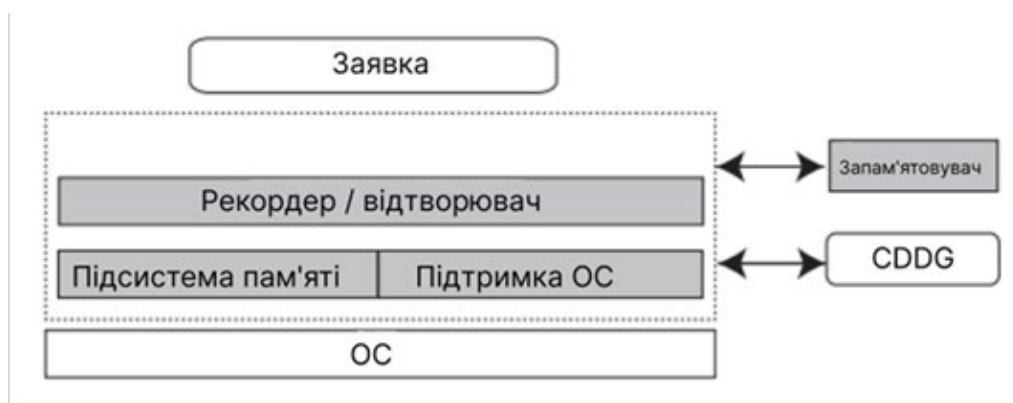 Заявка
Запам'ятовувач
Рекордер / відтворювач
Підсистема пам'яті
Підтримка ОС
CDDG
ОС